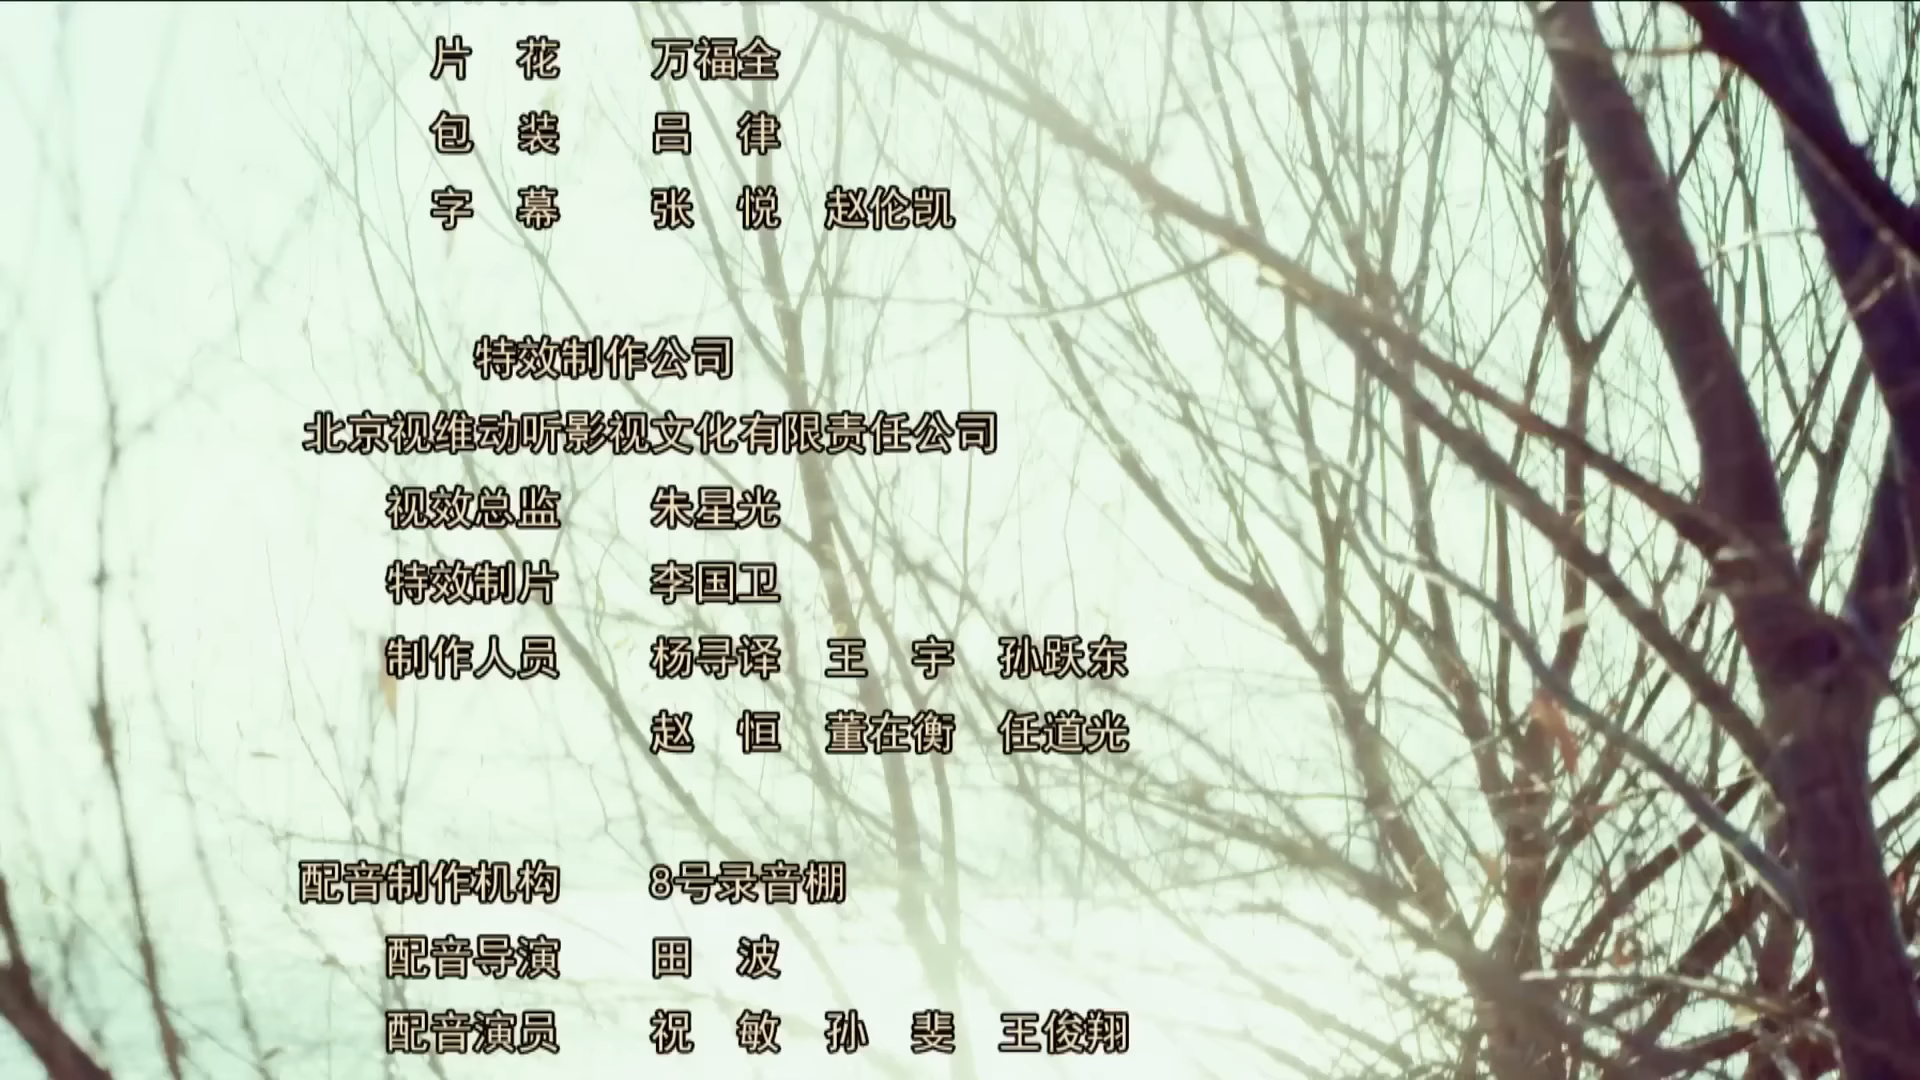 片 花 万福全
包 装 吕 律
字 幕 张 悦 赵伦凯
特效制作公司
北京视维动听影视文化有限责任公司
视效总监 朱星光
特效制片 李国卫
制作人员 杨寻译 王 宇 孙跃东
赵 恒 董在衡 任道光
配音制作机构 8号录音棚
配音导演 田 波
配音演员 祝 敏 孙 斐 王俊翔